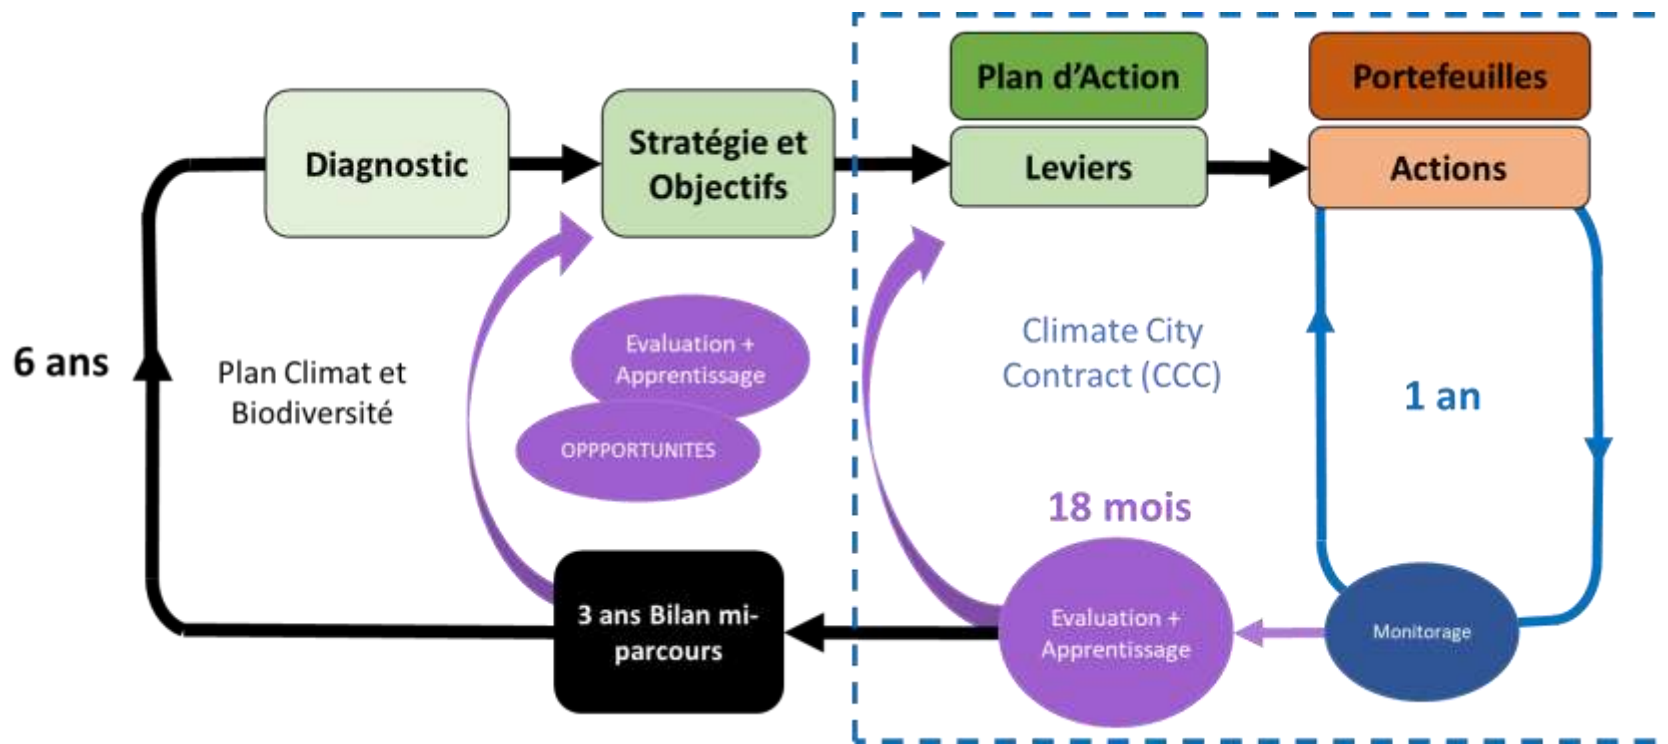 Plan d’Action
Portefeuilles
Diagnostic
Stratégie et
Objectifs
Leviers
Actions
6 ans
Plan Climat et
Biodiversité
Evaluation +
Apprentissage
OPPPORTUNITES
Climate City
Contract (CCC)
1 an
18 mois
3 ans Bilan mi-
parcours
Evaluation +
Apprentissage
Monitorage